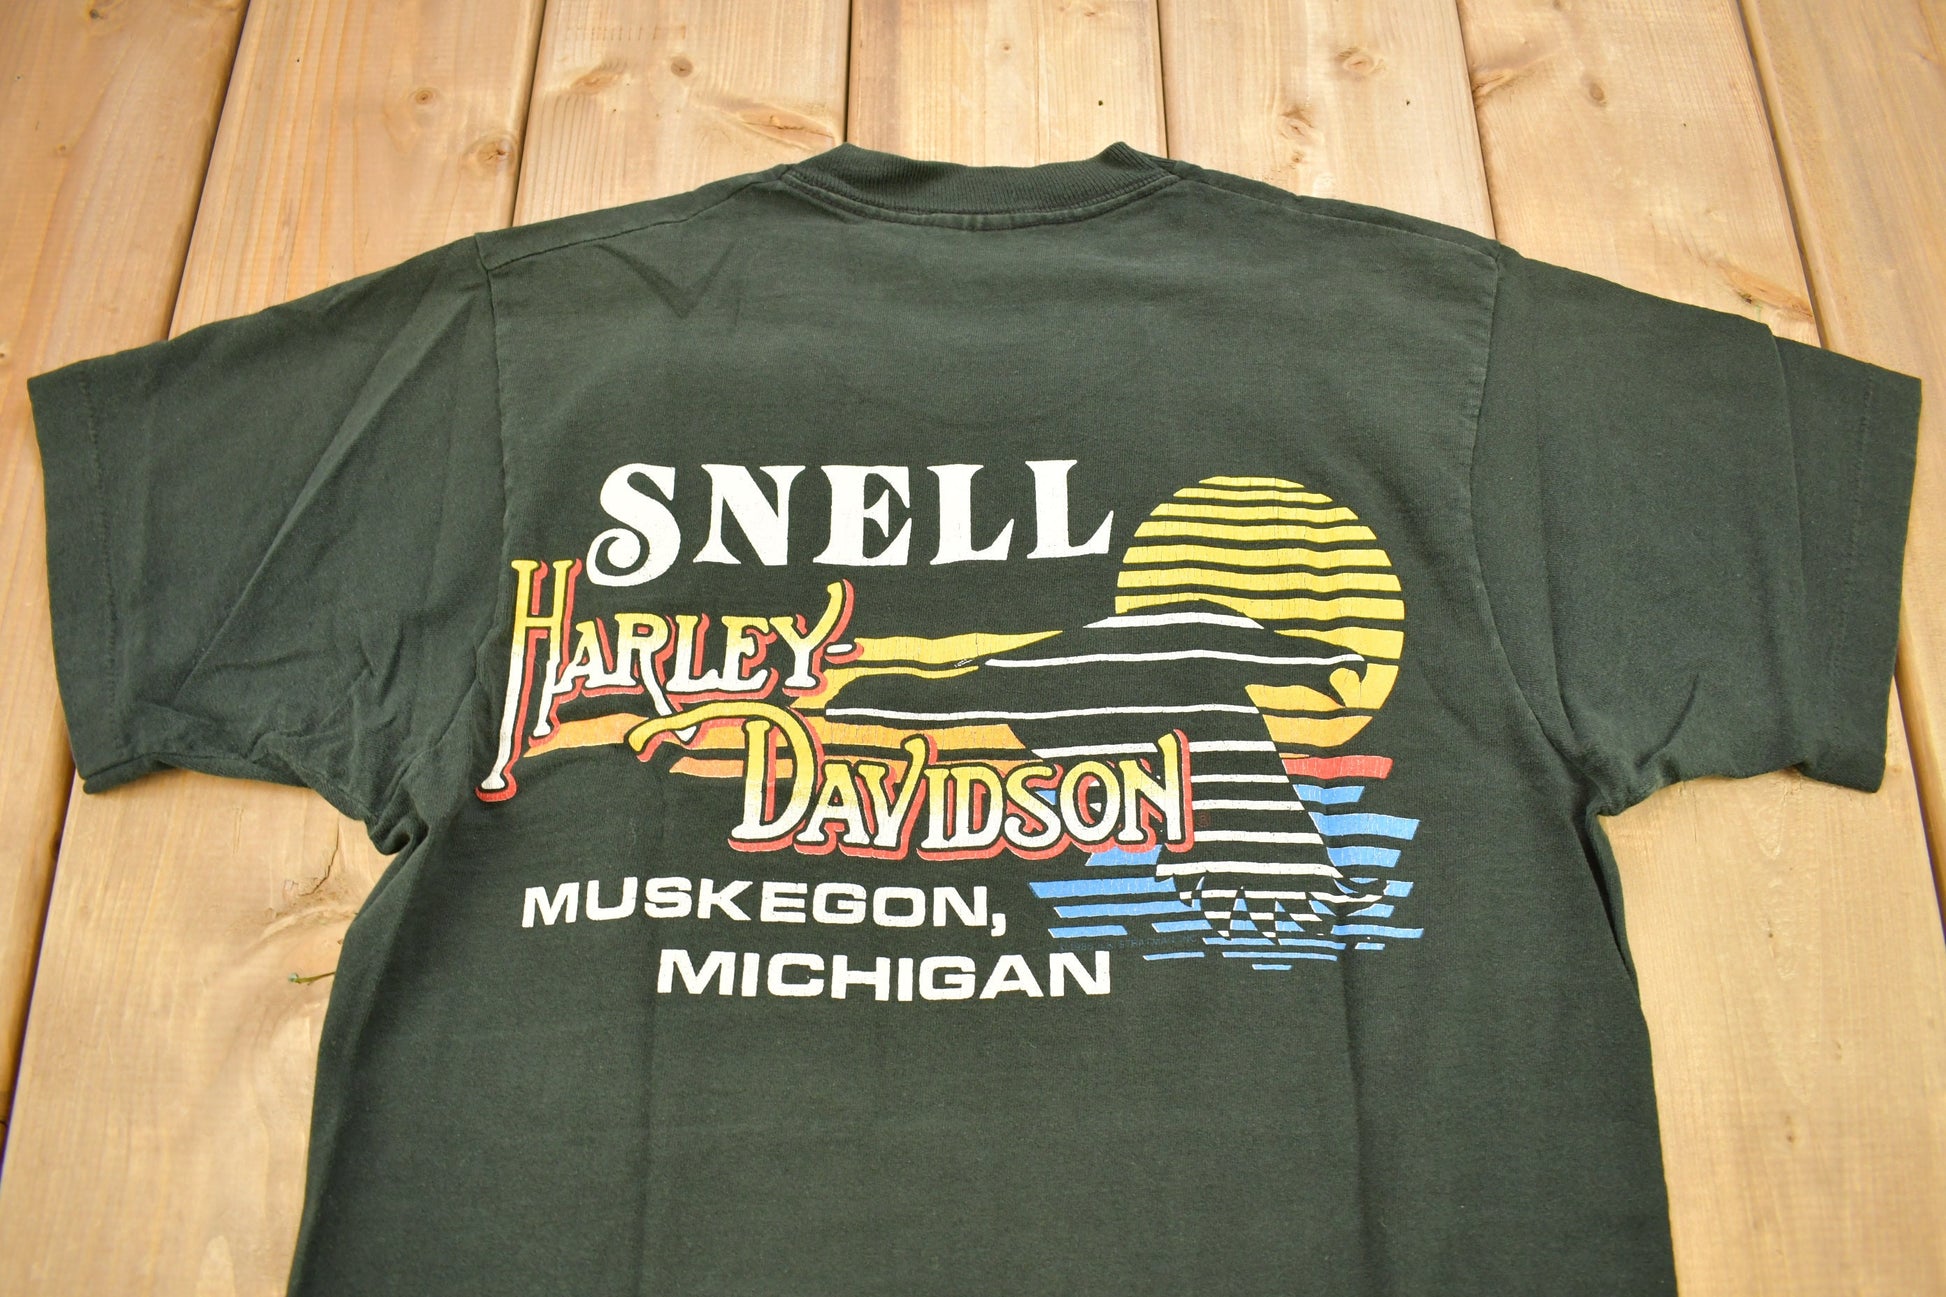 SNELL
HARLEY-
DAVIDSON
MUSKEGON,
MICHIGAN